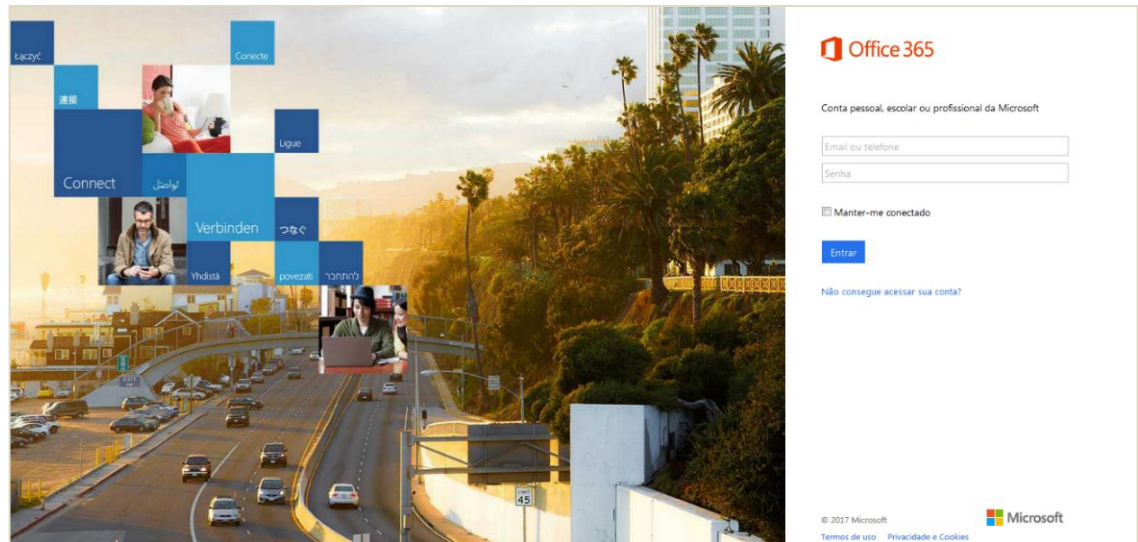 Łączyć
Conecte
連接
Ligue
Connect
تواصل
Verbinden
つなぐ
Yhdistä
povezati
להתחבר
EXIT
LIMIT
45
Office 365
Conta pessoal, escolar ou profissional da Microsoft
Email ou telefone
Senha
Manter-me conectado
Entrar
Não consegue acessar sua conta?
© 2017 Microsoft
Microsoft
Termos de uso Privacidade e Cookies